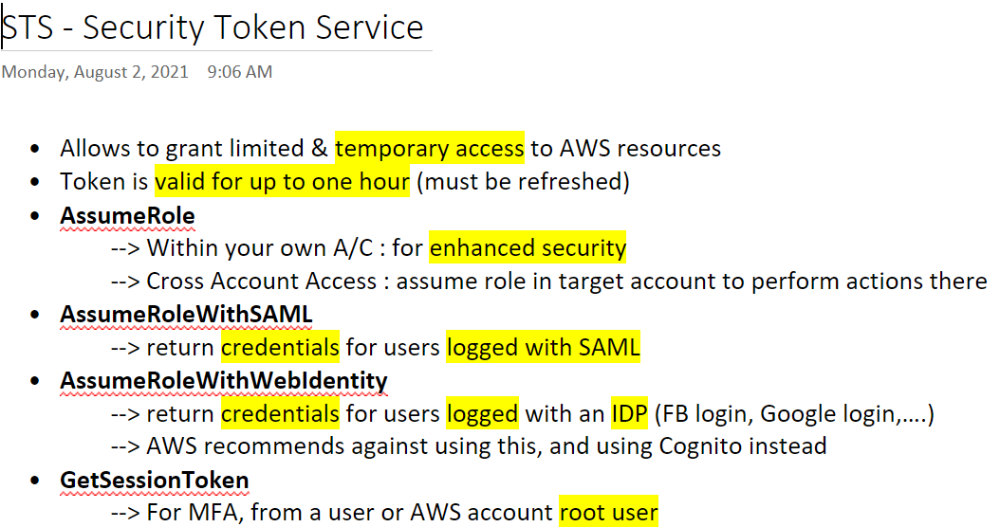 STS - Security Token Service
Monday, August 2, 2021 9:06 AM
• Allows to grant limited & temporary access to AWS resources
• Token is valid for up to one hour (must be refreshed)
• AssumeRole
--> Within your own A/C : for enhanced security
--> Cross Account Access : assume role in target account to perform actions there
• AssumeRoleWithSAML
--> return credentials for users logged with SAML
• AssumeRoleWithWebIdentity
--> return credentials for users logged with an IDP (FB login, Google login,....)
--> AWS recommends against using this, and using Cognito instead
• GetSessionToken
--> For MFA, from a user or AWS account root user